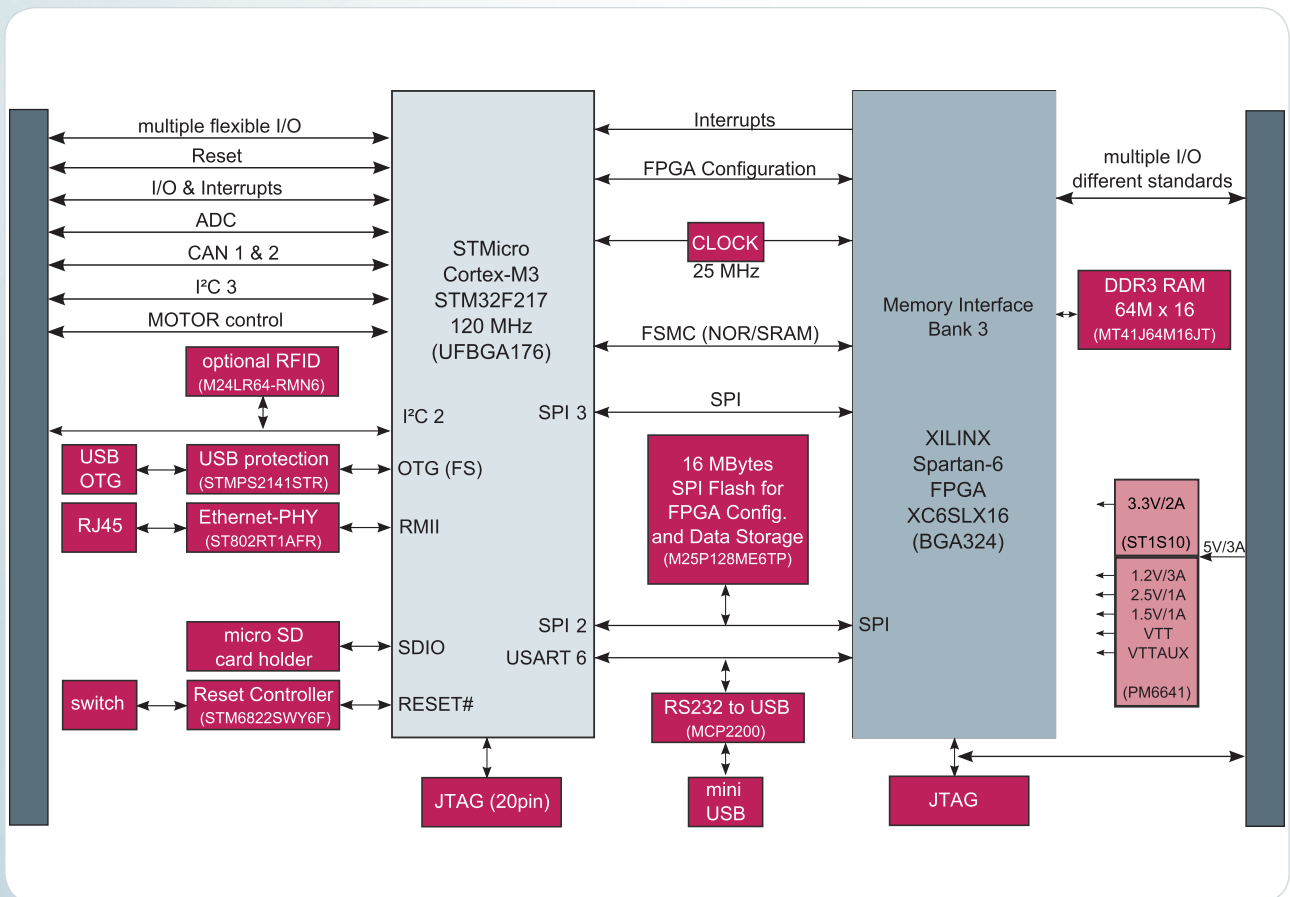 multiple flexible I/O
Reset
I/O & Interrupts
ADC
CAN 1 & 2
I²C 3
MOTOR control
optional RFID
(M24LR64-RMN6)
USB
OTG
USB protection
(STMPS2141STR)
RJ45
Ethernet-PHY
(ST802RT1AFR)
micro SD
card holder
switch
Reset Controller
(STM6822SWY6F)
STMicro
Cortex-M3
STM32F217
120 MHz
(UFBGA176)
I²C 2
OTG (FS)
RMII
SDIO
RESET#
SPI 3
SPI 2
USART 6
JTAG (20pin)
Interrupts
FPGA Configuration
CLOCK
25 MHz
FSMC (NOR/SRAM)
SPI
16 MBytes
SPI Flash for
FPGA Config.
and Data Storage
(M25P128ME6TP)
RS232 to USB
(MCP2200)
mini
USB
Memory Interface
Bank 3
XILINX
Spartan-6
FPGA
XC6SLX16
(BGA324)
SPI
JTAG
multiple I/O
different standards
DDR3 RAM
64M x 16
(MT41J64M16JT)
3.3V/2A
(ST1S10)
5V/3A
1.2V/3A
2.5V/1A
1.5V/1A
VTT
VTTAUX
(PM6641)